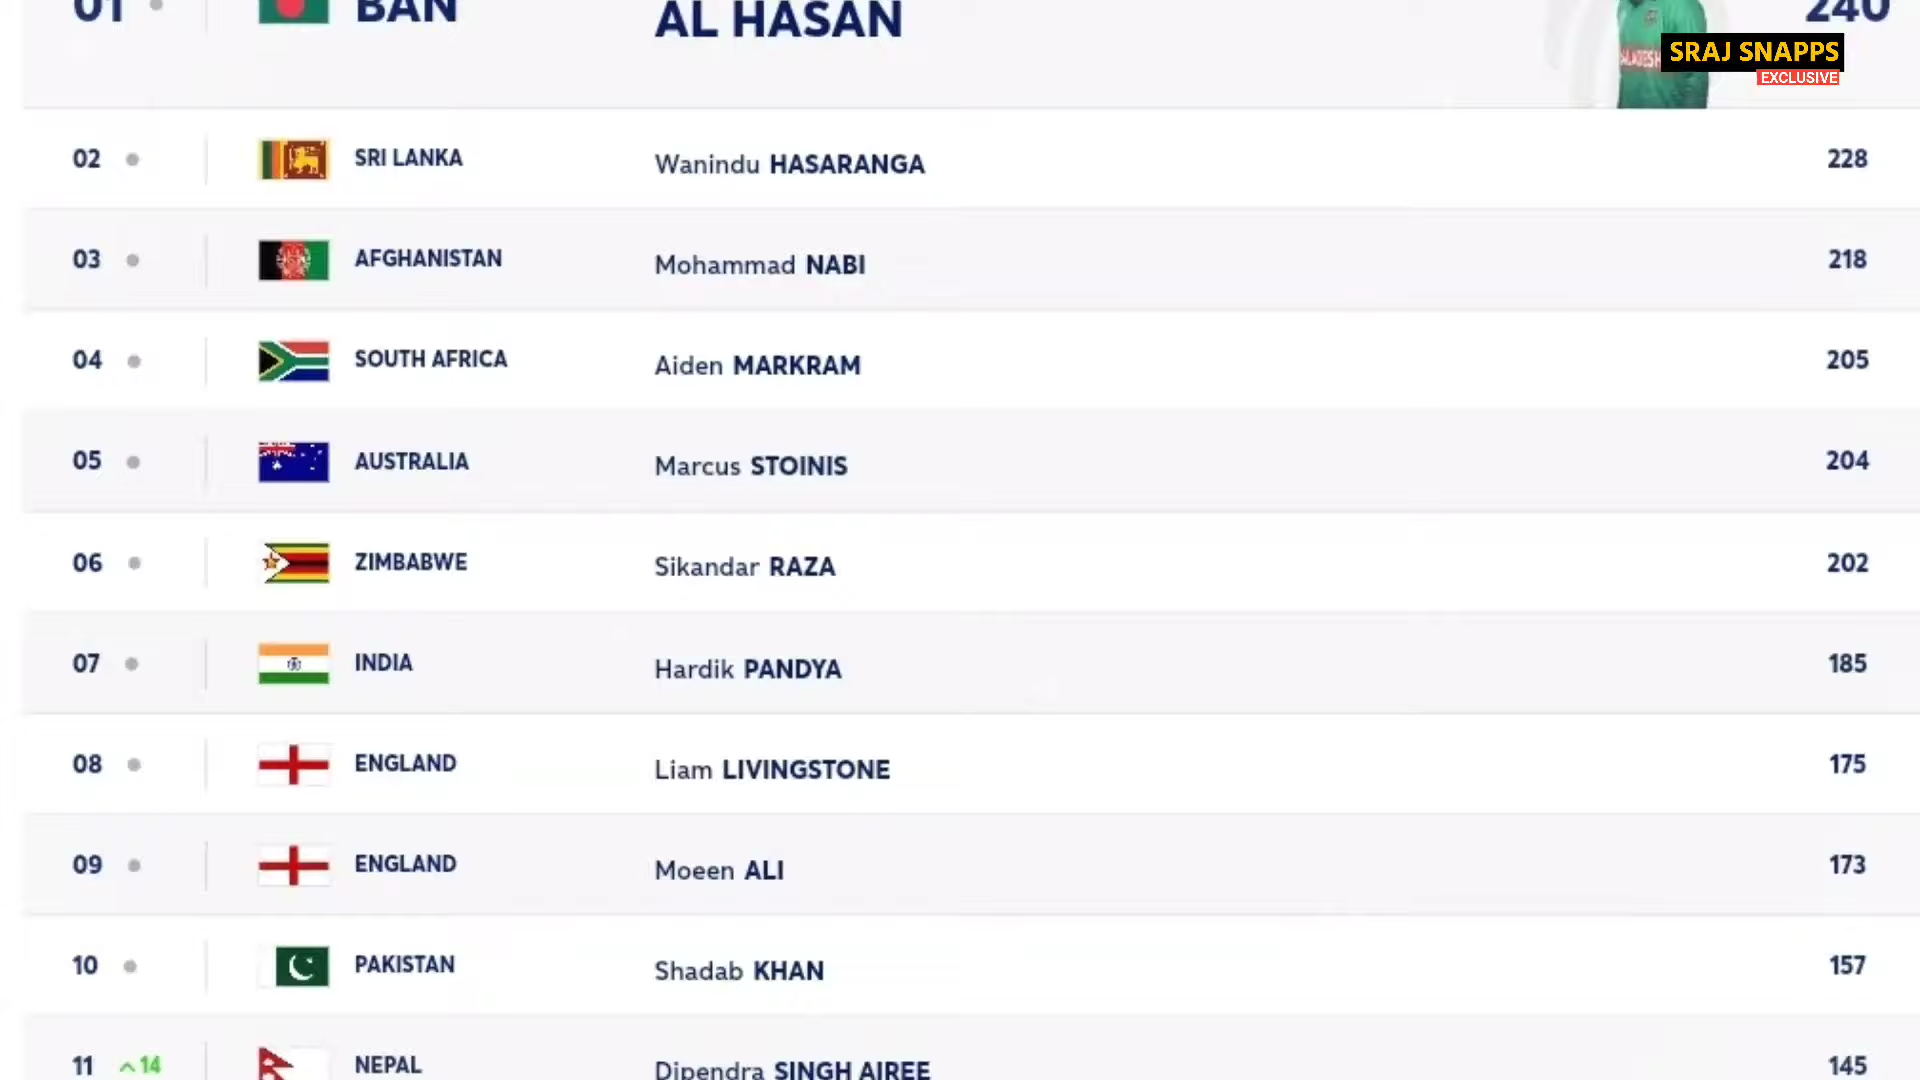 01 BAN AL HASAN 240
SRAJ SNAPPS
EXCLUSIVE
02 SRI LANKA Wanindu HASARANGA 228
03 AFGHANISTAN Mohammad NABI 218
04 SOUTH AFRICA Aiden MARKRAM 205
05 AUSTRALIA Marcus STOINIS 204
06 ZIMBABWE Sikandar RAZA 202
07 INDIA Hardik PANDYA 185
08 ENGLAND Liam LIVINGSTONE 175
09 ENGLAND Moeen ALI 173
10 PAKISTAN Shadab KHAN 157
11 14 NEPAL Dipendra SINGH AIREE 145